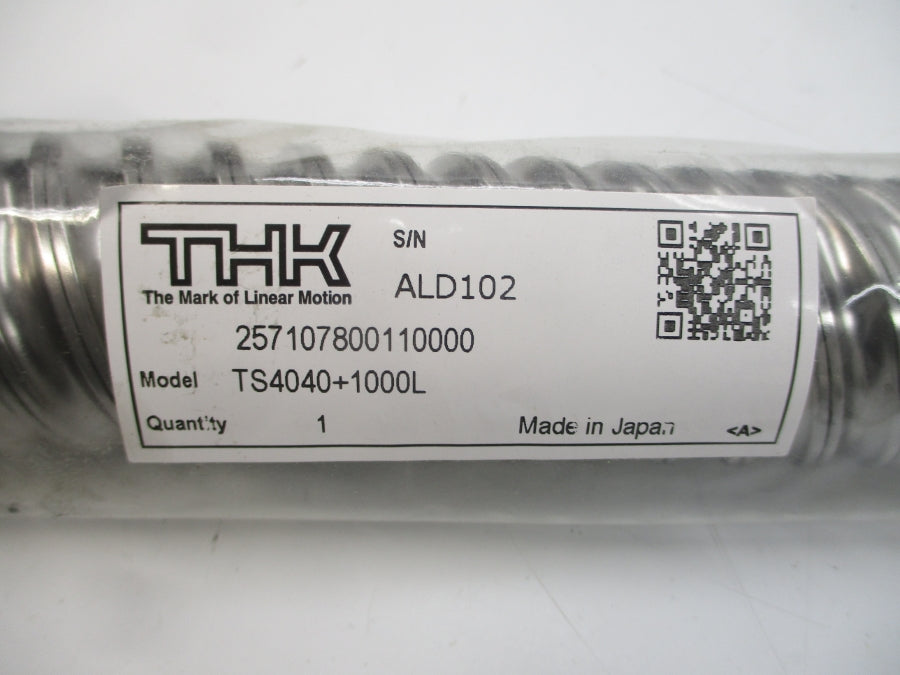 THK
The Mark of Linear Motion
S/N
ALD102
257107800110000
Model TS4040+1000L
Quantity 1
Made in Japan <A>